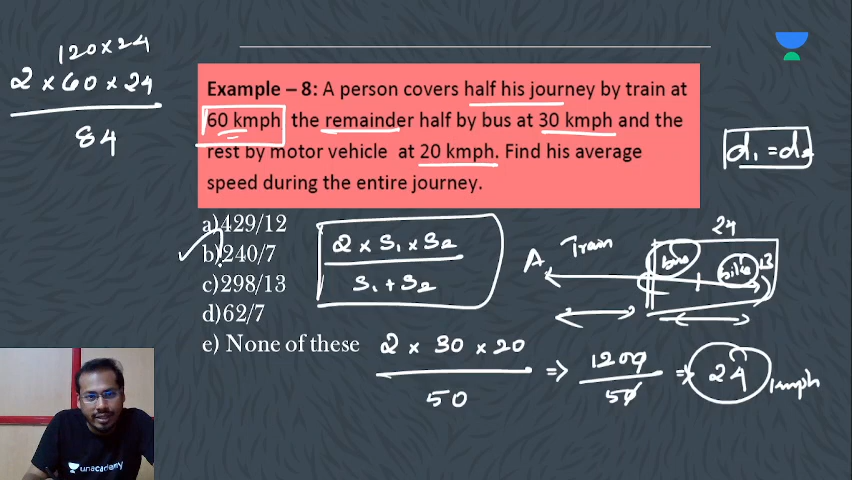 120 × 24
2 × 60 × 24
84
Example – 8: A person covers half his journey by train at
60 kmph the remainder half by bus at 30 kmph and the
rest by motor vehicle at 20 kmph. Find his average
speed during the entire journey.
d₁ = d₂
a)429/12
b)240/7
c)298/13
d)62/7
e) None of these
2 × S₁ × S₂
S₁ + S₂
A Train
24
bike
B
2 × 30 × 20
50
⇒ 1200
50
⇒ 24 kmph
unacademy